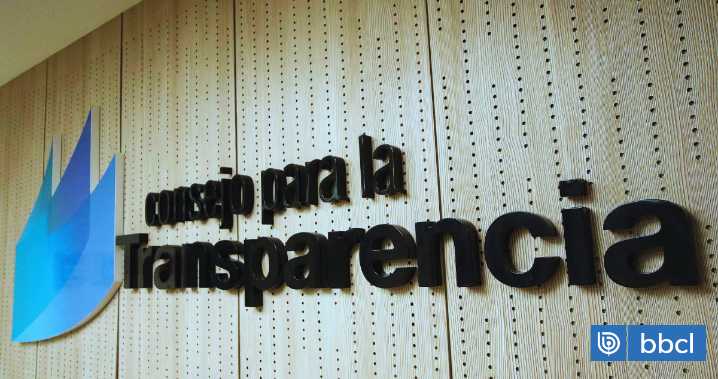 consejo para la
Transparencia
bbcl